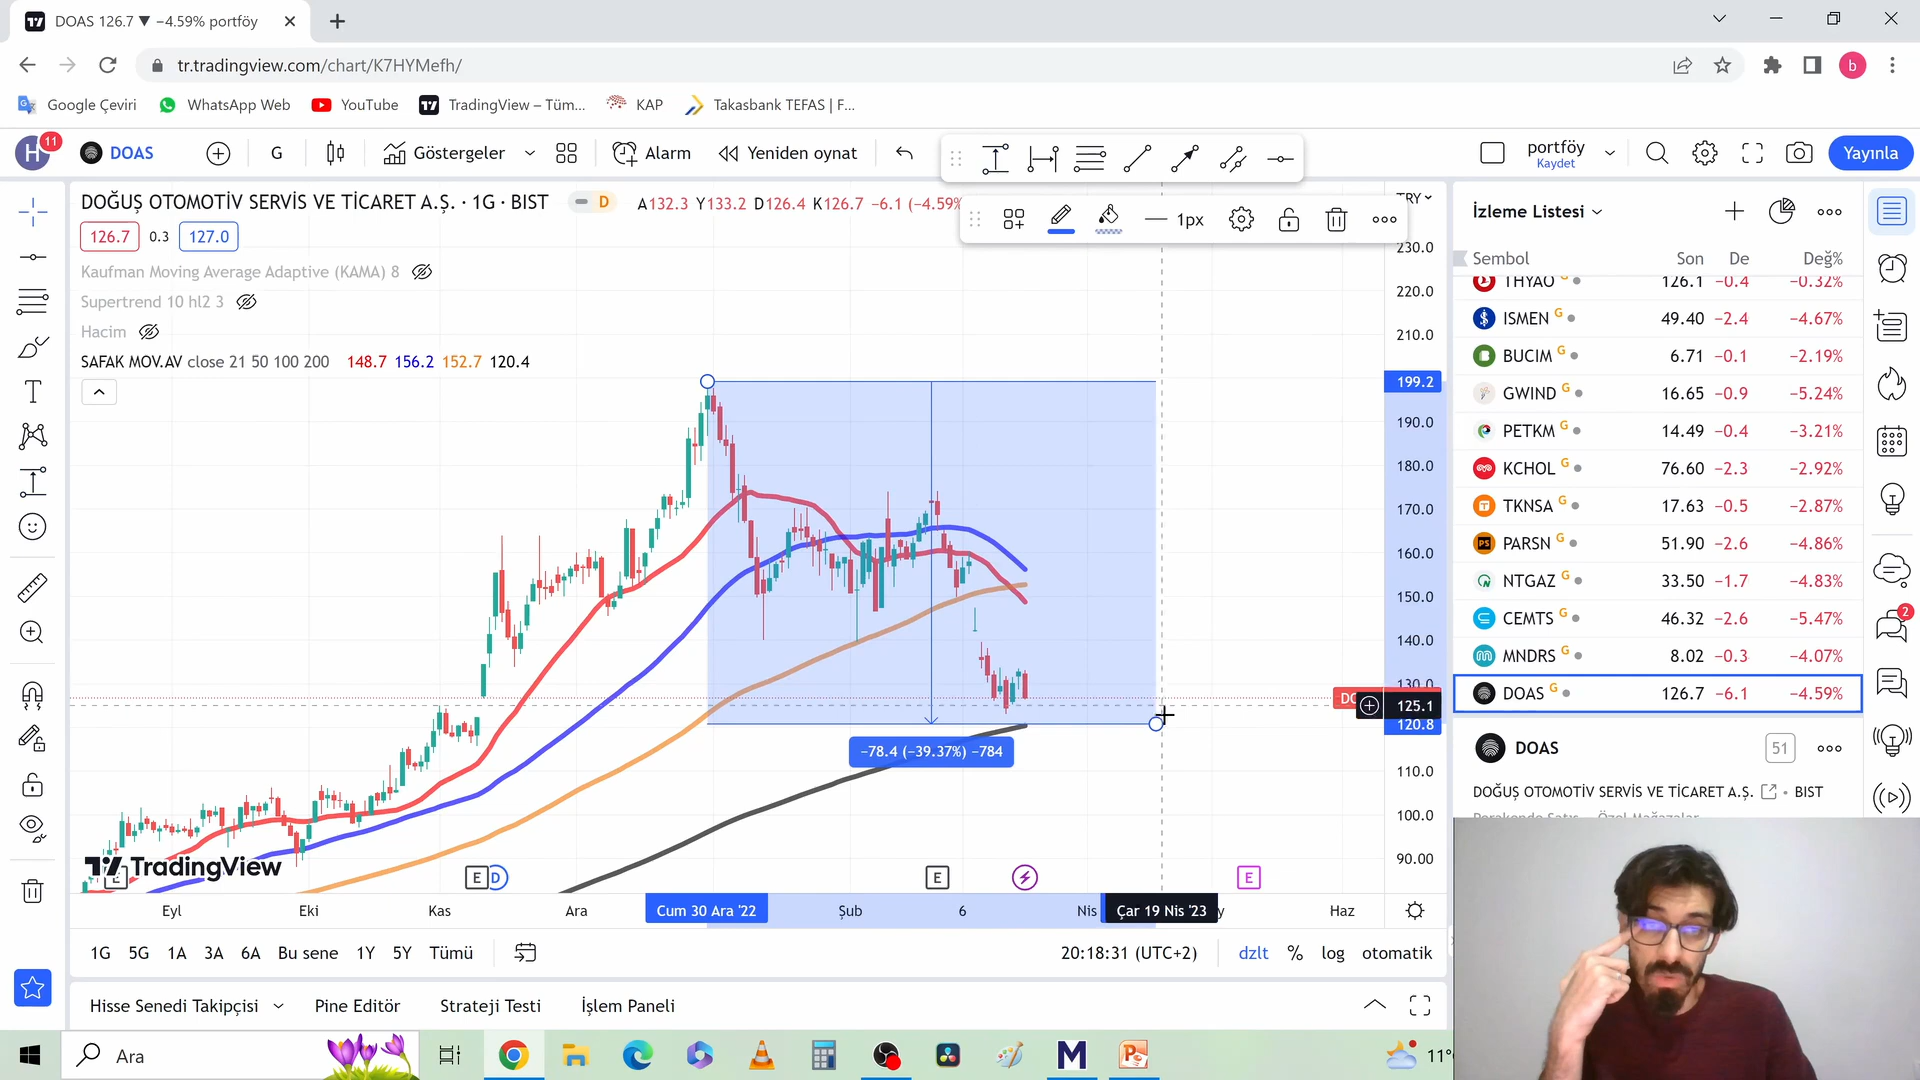 DOAS 126.7 ▼ −4.59% portföy
tr.tradingview.com/chart/K7HYMefh/
b
Google Çeviri
WhatsApp Web
YouTube
TradingView – Tüm...
KAP
Takasbank TEFAS | F...
H 11
DOAS
G
Göstergeler
Alarm
Yeniden oynat
portföy
Kaydet
Yayınla
DOĞUŞ OTOMOTİV SERVİS VE TİCARET A.Ş. · 1G · BIST
D
A132.3 Y133.2 D126.4 K126.7 −6.1 (−4.59%
1px
126.7 0.3 127.0
Kaufman Moving Average Adaptive (KAMA) 8
Supertrend 10 hl2 3
Hacim
SAFAK MOV.AV close 21 50 100 200 148.7 156.2 152.7 120.4
230.0
220.0
210.0
199.2
190.0
180.0
170.0
160.0
150.0
140.0
130.0
125.1
120.8
110.0
100.0
90.00
−78.4 (−39.37%) −784
TradingView
E
E D
E
E
Eyl
Eki
Kas
Ara
Cum 30 Ara '22
Şub
6
Nis
Çar 19 Nis '23
Haz
1G 5G 1A 3A 6A Bu sene 1Y 5Y Tümü
20:18:31 (UTC+2)
dzlt % log otomatik
Hisse Senedi Takipçisi
Pine Editör
Strateji Testi
İşlem Paneli
İzleme Listesi
Sembol Son De Değ%
THYAO G 126.1 −0.4 −0.32%
ISMEN G 49.40 −2.4 −4.67%
BUCIM G 6.71 −0.1 −2.19%
GWIND G 16.65 −0.9 −5.24%
PETKM G 14.49 −0.4 −3.21%
KCHOL G 76.60 −2.3 −2.92%
TKNSA G 17.63 −0.5 −2.87%
PARSN G 51.90 −2.6 −4.86%
NTGAZ G 33.50 −1.7 −4.83%
CEMTS G 46.32 −2.6 −5.47%
MNDRS G 8.02 −0.3 −4.07%
DOAS G 126.7 −6.1 −4.59%
DOAS 51
DOĞUŞ OTOMOTİV SERVİS VE TİCARET A.Ş. • BIST
2
Ara